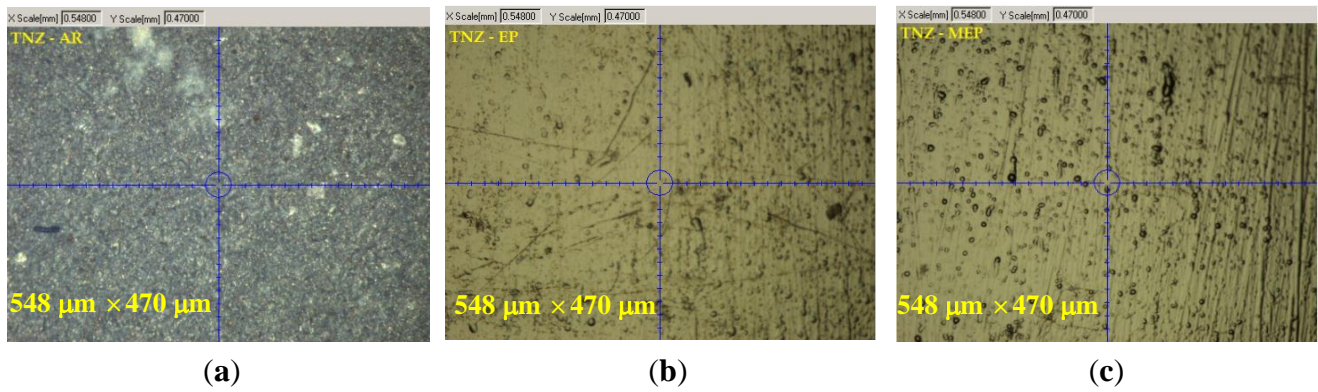 X Scale[mm] 0.54800 Y Scale[mm] 0.47000
TNZ - AR
548 μm × 470 μm
(a)
X Scale[mm] 0.54800 Y Scale[mm] 0.47000
TNZ - EP
548 μm × 470 μm
(b)
X Scale[mm] 0.54800 Y Scale[mm] 0.47000
TNZ - MEP
548 μm × 470 μm
(c)